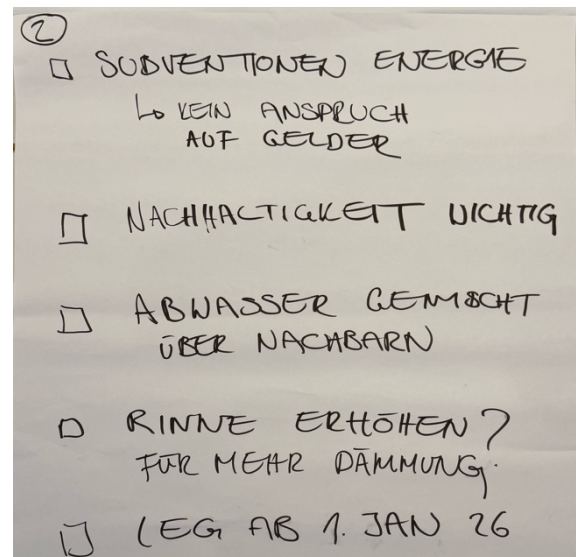 2
□ SUBVENTIONEN ENERGIE
↳ KEIN ANSPRUCH
AUF GELDER
□ NACHHALTIGKEIT WICHTIG
□ ABWASSER GEMISCHT
ÜBER NACHBARN
□ RINNE ERHÖHEN?
FÜR MEHR DÄMMUNG.
□ LEG AB 1. JAN 26